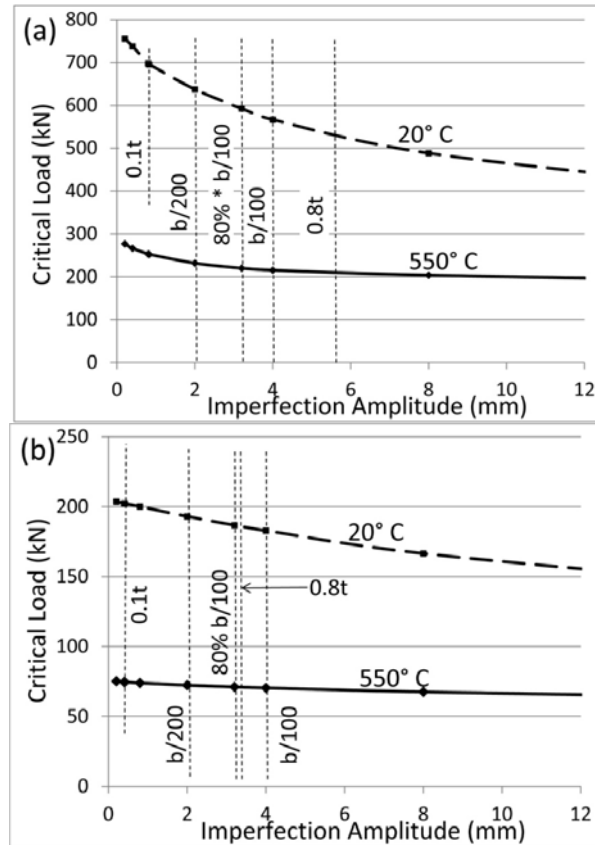 (a)
800
700
600
500
400
300
200
100
0
Critical Load (kN)
0.1t
b/200
80% * b/100
b/100
0.8t
20° C
550° C
0 2 4 6 8 10 12
Imperfection Amplitude (mm)
(b)
250
200
150
100
50
0
Critical Load (kN)
0.1t
b/200
80% b/100
0.8t
b/100
20° C
550° C
0 2 4 6 8 10 12
Imperfection Amplitude (mm)